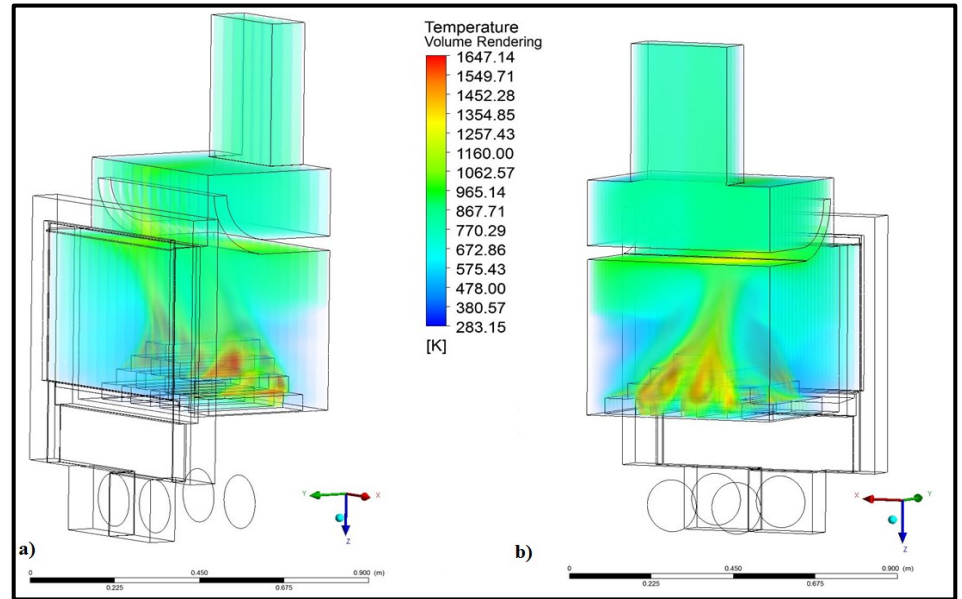 Temperature
Volume Rendering
1647.14
1549.71
1452.28
1354.85
1257.43
1160.00
1062.57
965.14
867.71
770.29
672.86
575.43
478.00
380.57
283.15
[K]
Y X
Z
X Y
Z
a)
b)
0 0.450 0.900 (m)
0.225 0.675
0 0.450 0.900 (m)
0.225 0.675